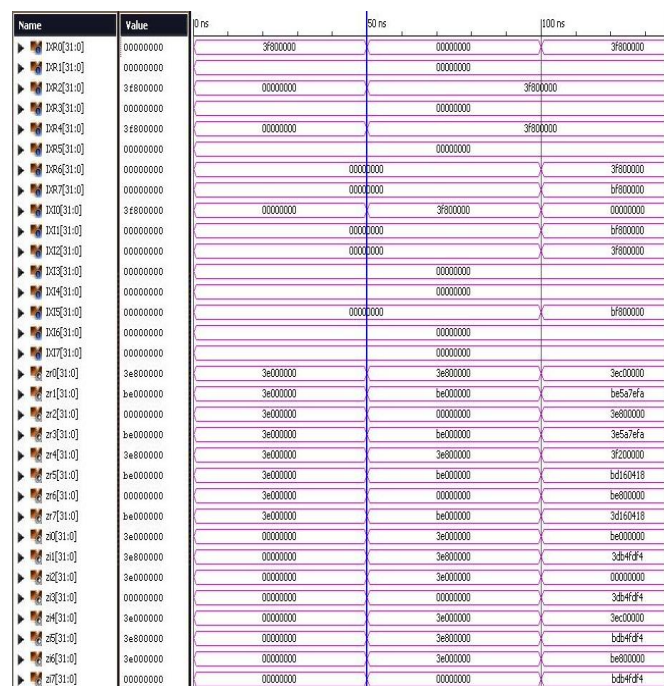 Name Value 0 ns 50 ns 100 ns
IXR0[31:0] 00000000 3f800000 00000000 3f800000
IXR1[31:0] 00000000 00000000
IXR2[31:0] 3f800000 00000000 3f800000
IXR3[31:0] 00000000 00000000
IXR4[31:0] 3f800000 00000000 3f800000
IXR5[31:0] 00000000 00000000
IXR6[31:0] 00000000 00000000 3f800000
IXR7[31:0] 00000000 00000000 bf800000
IXI0[31:0] 3f800000 00000000 3f800000 00000000
IXI1[31:0] 00000000 00000000 bf800000
IXI2[31:0] 00000000 00000000 3f800000
IXI3[31:0] 00000000 00000000
IXI4[31:0] 00000000 00000000
IXI5[31:0] 00000000 00000000 bf800000
IXI6[31:0] 00000000 00000000
IXI7[31:0] 00000000 00000000
zr0[31:0] 3e800000 3e000000 3e800000 3ec00000
zr1[31:0] be000000 3e000000 be000000 be5a7efa
zr2[31:0] 00000000 3e000000 00000000 3e800000
zr3[31:0] be000000 3e000000 be000000 3e5a7efa
zr4[31:0] 3e800000 3e000000 3e800000 3f200000
zr5[31:0] be000000 3e000000 be000000 bd160418
zr6[31:0] 00000000 3e000000 00000000 be800000
zr7[31:0] be000000 3e000000 be000000 3d160418
zi0[31:0] 3e000000 00000000 3e000000 be000000
zi1[31:0] 3e800000 00000000 3e800000 3db4fdf4
zi2[31:0] 3e000000 00000000 3e000000 00000000
zi3[31:0] 00000000 00000000 00000000 3db4fdf4
zi4[31:0] 3e000000 00000000 3e000000 3ec00000
zi5[31:0] 3e800000 00000000 3e800000 bdb4fdf4
zi6[31:0] 3e000000 00000000 3e000000 be800000
zi7[31:0] 00000000 00000000 00000000 bdb4fdf4